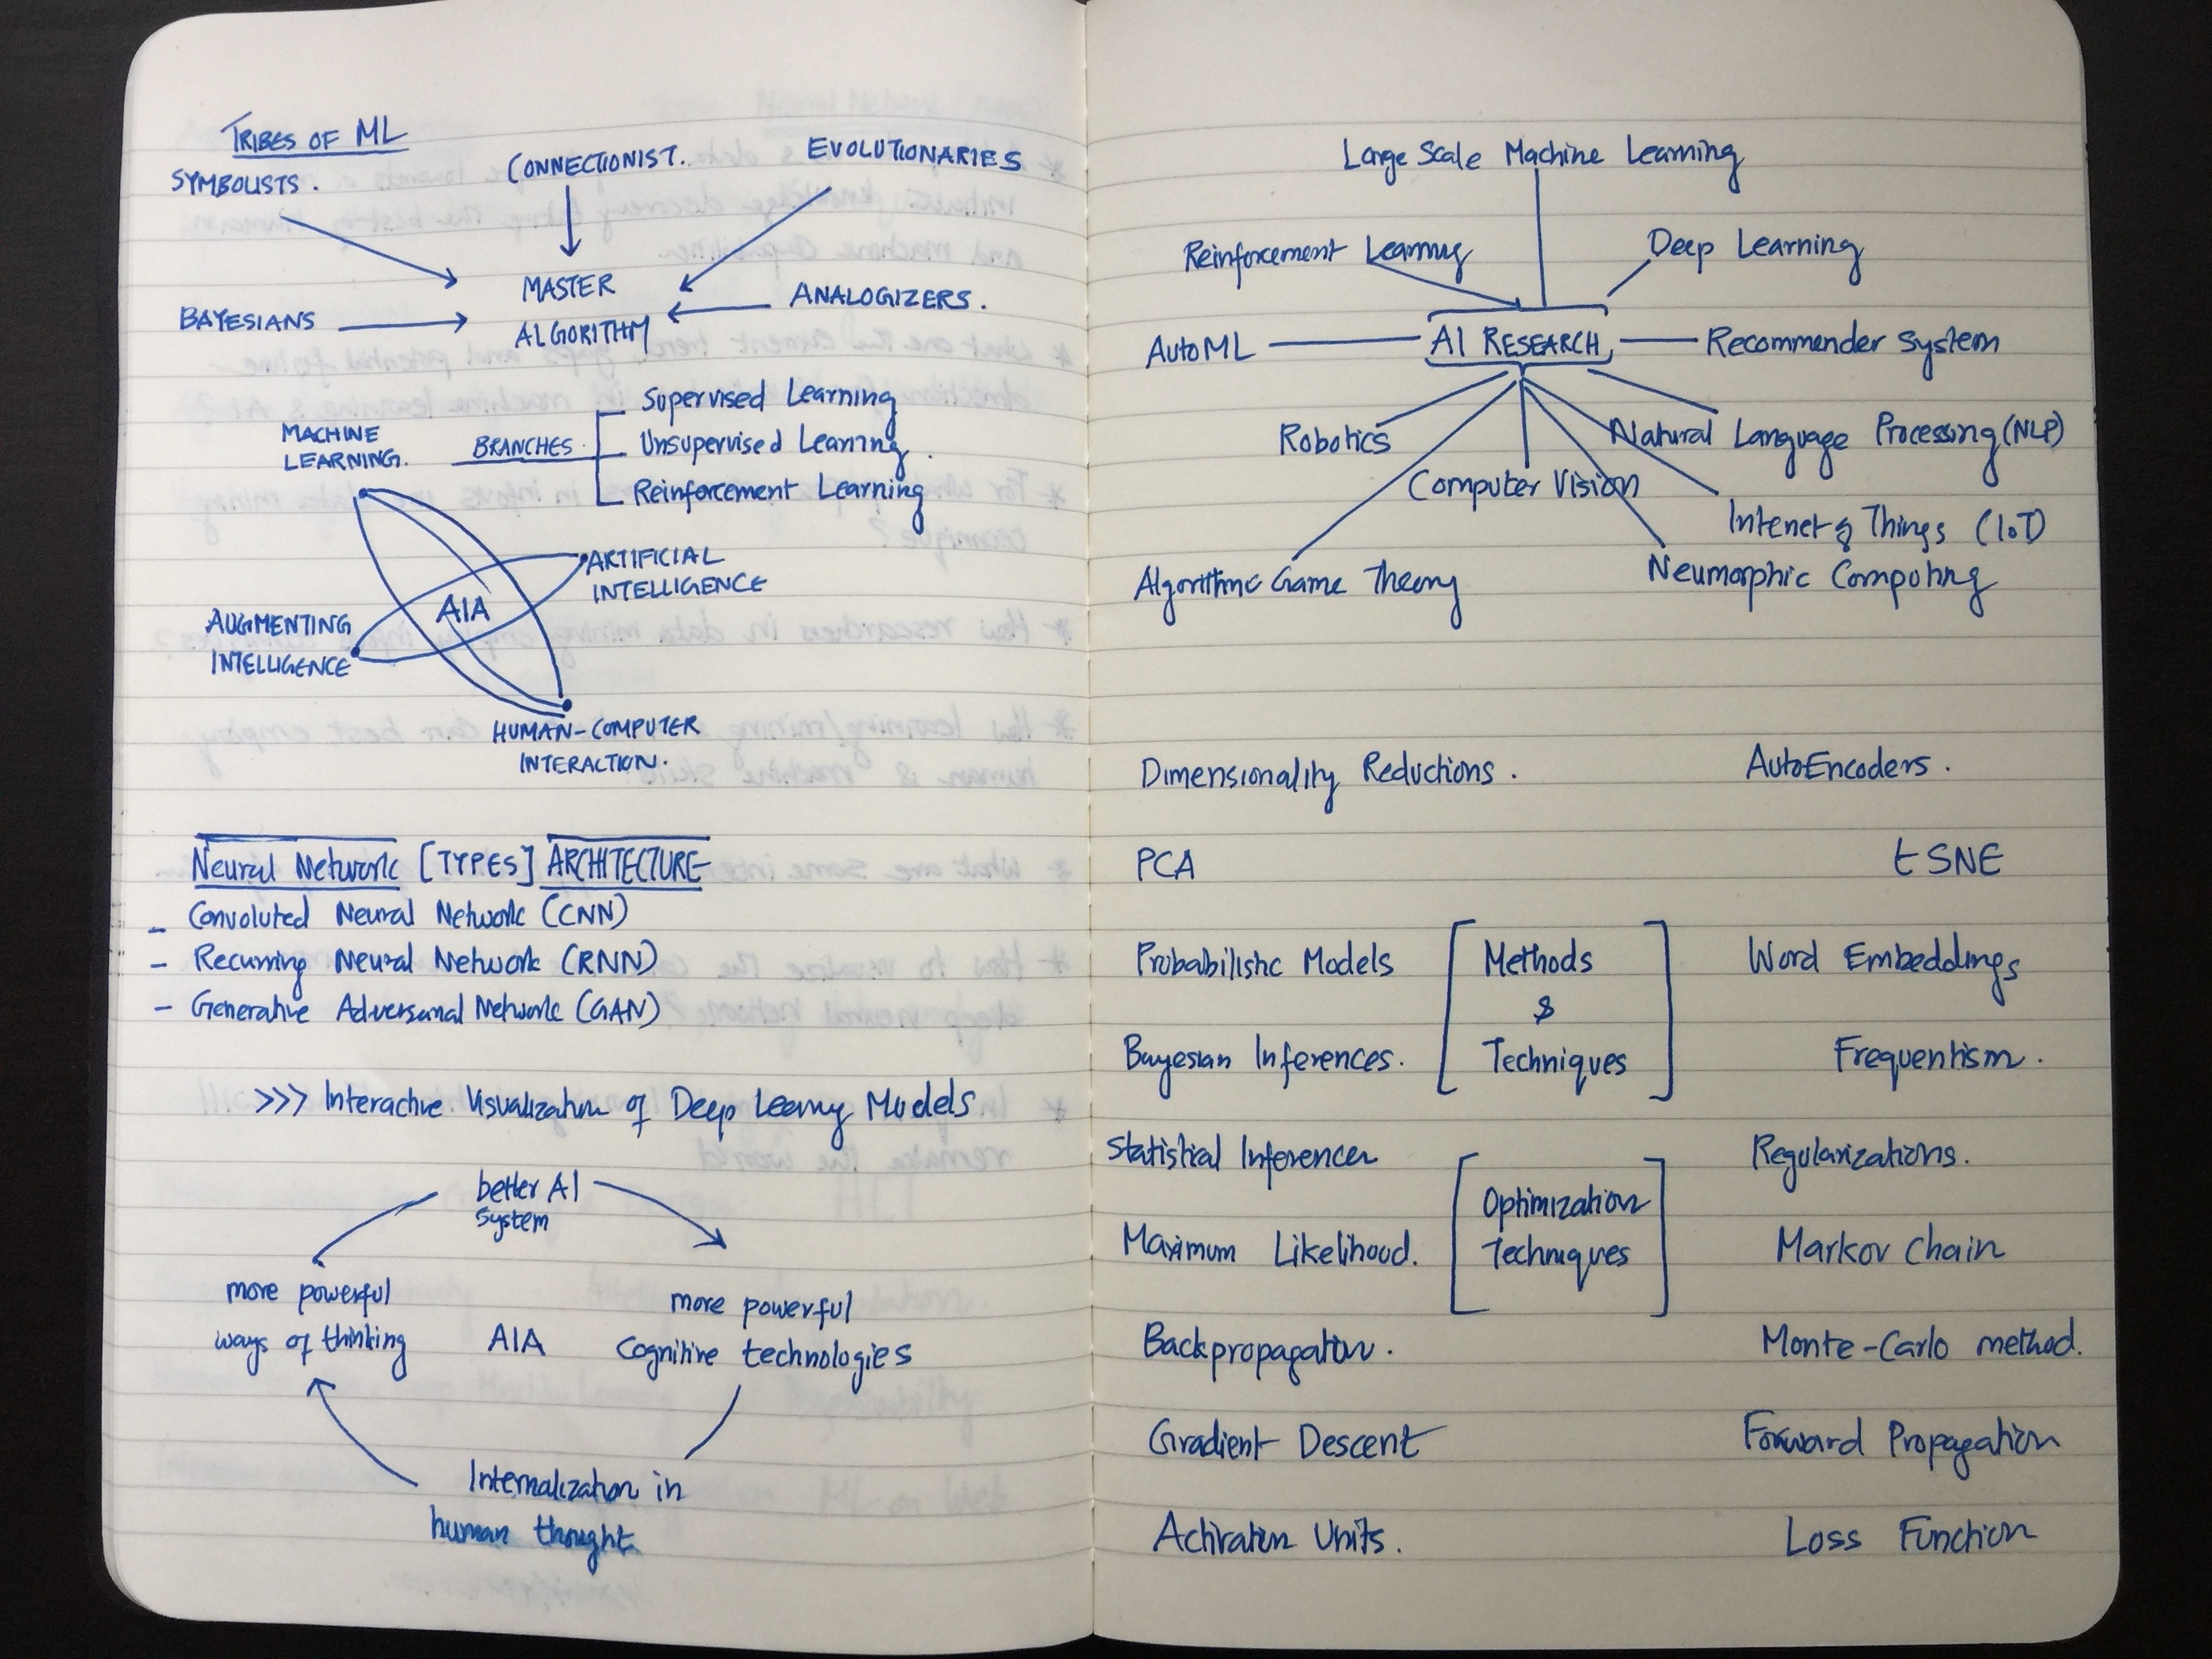 TRIBES OF ML
SYMBOLISTS.
CONNECTIONIST.
EVOLUTIONARIES
MASTER
ALGORITHM
BAYESIANS
ANALOGIZERS.
MACHINE
LEARNING.
BRANCHES
Supervised Learning
Unsupervised Learning.
Reinforcement Learning
ARTIFICIAL
INTELLIGENCE
AIA
AUGMENTING
INTELLIGENCE
HUMAN-COMPUTER
INTERACTION.
Neural Network [TYPES] ARCHITECTURE
- Convoluted Neural Network (CNN)
- Recurring Neural Network (RNN)
- Generative Adversarial Network (GAN)
>>> Interactive Visualization of Deep Learning Models
better AI
system
more powerful
ways of thinking
AIA
more powerful
Cognitive technologies
Internalization in
human thought
Large Scale Machine Learning
Reinforcement Learning
Deep Learning
AutoML
AI RESEARCH
Recommender System
Robotics
Natural Language Processing (NLP)
Computer Vision
Internet of Things (IoT)
Algorithmic Game Theory
Neumorphic Computing
Dimensionality Reductions.
AutoEncoders.
PCA
tSNE
Probabilistic Models
Methods
&
Techniques
Word Embeddings
Bayesian Inferences.
Frequentism.
Statistical Inferences
Regularizations.
Optimization
Techniques
Maximum Likelihood.
Markov Chain
Backpropagation.
Monte-Carlo method.
Gradient Descent
Forward Propagation
Activation Units.
Loss Function